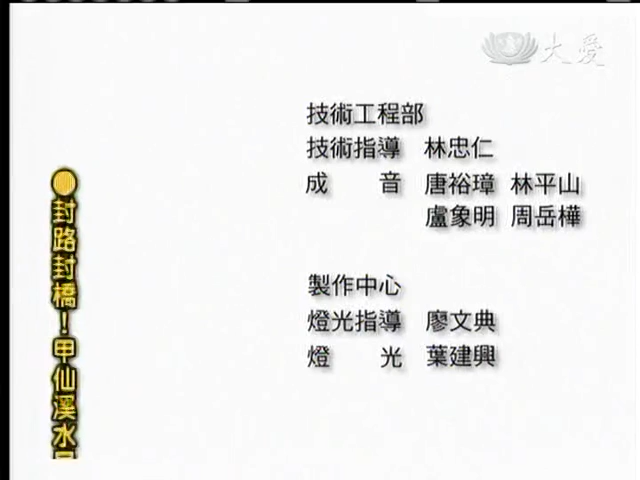 大愛
技術工程部
技術指導 林忠仁
成 音 唐裕璋 林平山
盧象明 周岳樺
製作中心
燈光指導 廖文典
燈 光 葉建興
●封路封橋!甲仙溪水